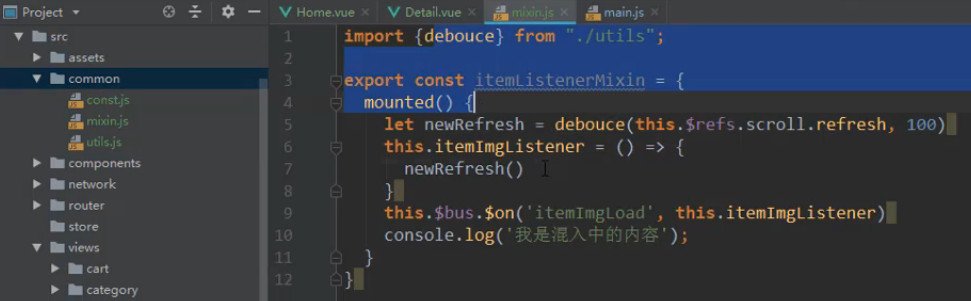 Project
Home.vue
Detail.vue
mixin.js
main.js
src
assets
common
const.js
mixin.js
utils.js
components
network
router
store
views
cart
category
1 import {debouce} from "./utils";
2
3 export const itemListenerMixin = {
4 mounted() {
5 let newRefresh = debouce(this.$refs.scroll.refresh, 100)
6 this.itemImgListener = () => {
7 newRefresh()
8 }
9 this.$bus.$on('itemImgLoad', this.itemImgListener)
10 console.log('我是混入中的内容');
11 }
12 }